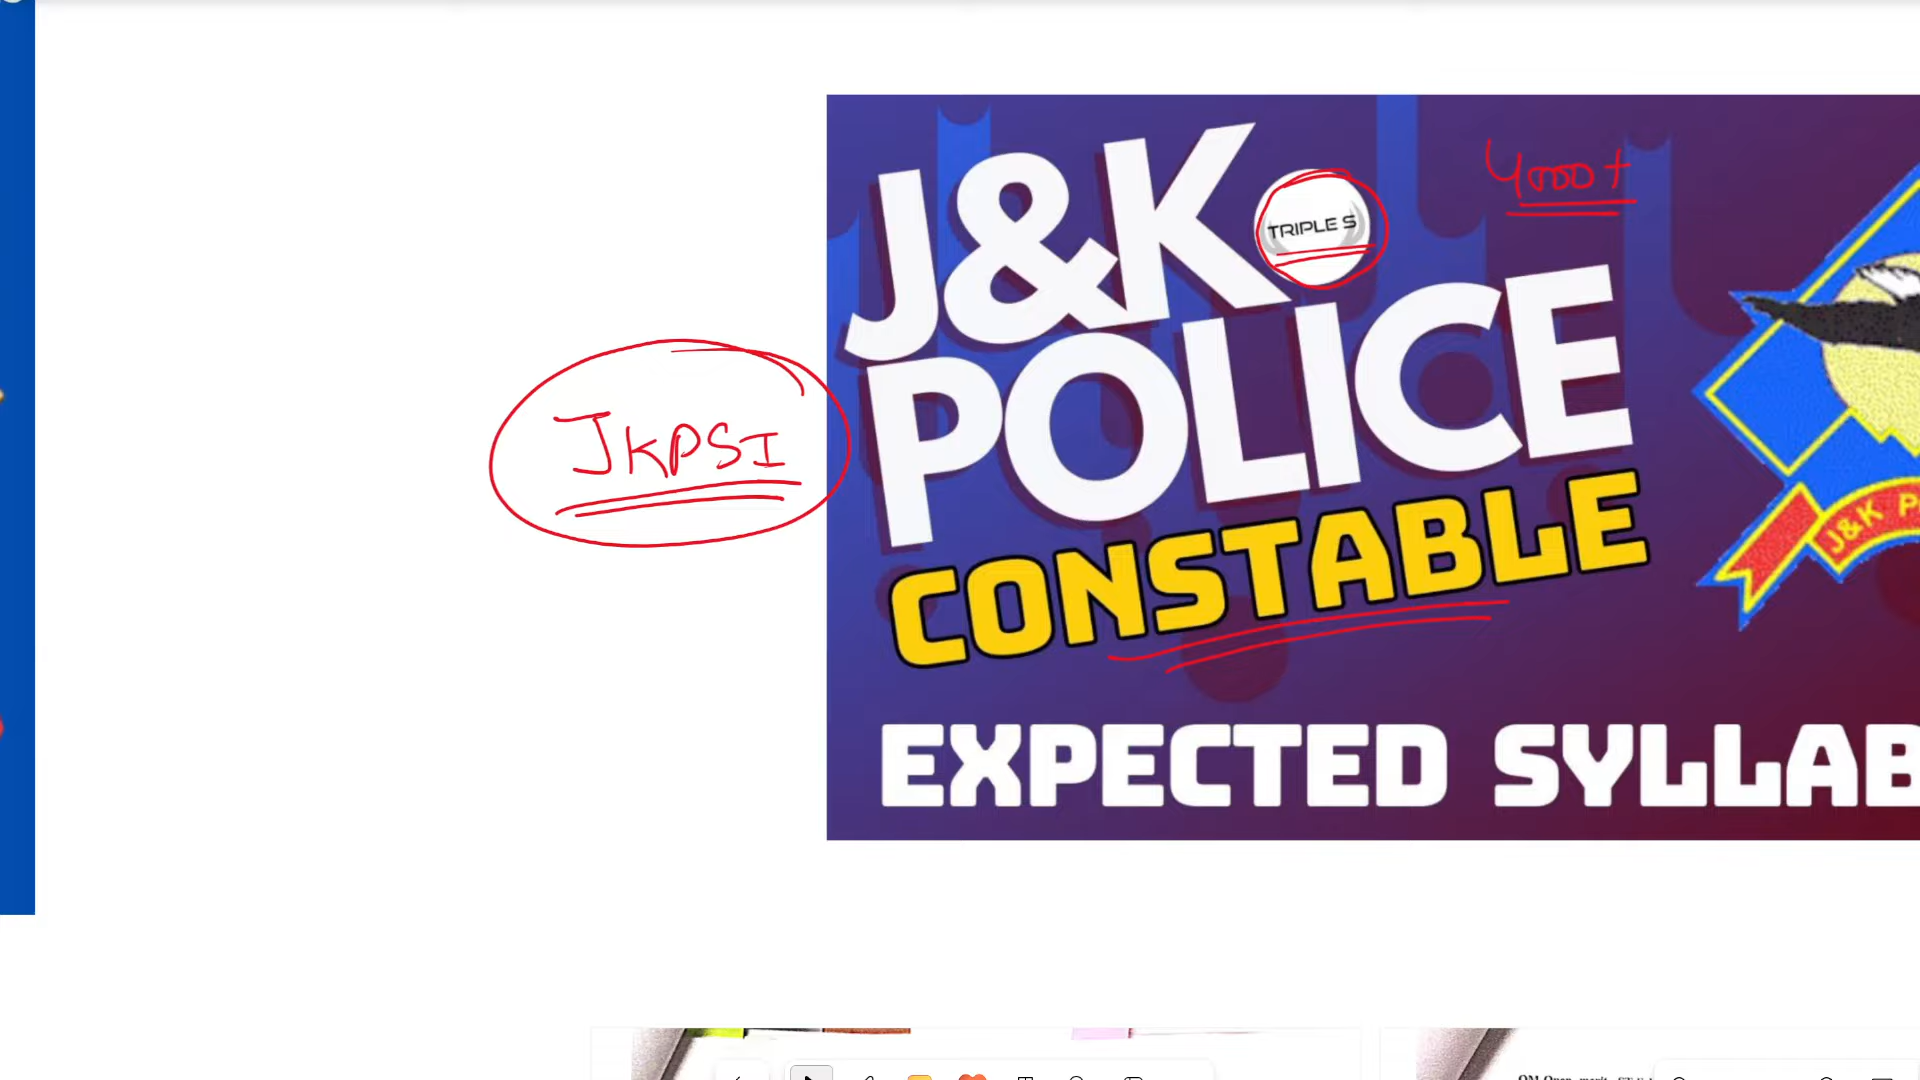 J&K
TRIPLE S
4000+
POLICE
JKPSI
CONSTABLE
J&K P
EXPECTED SYLLAB